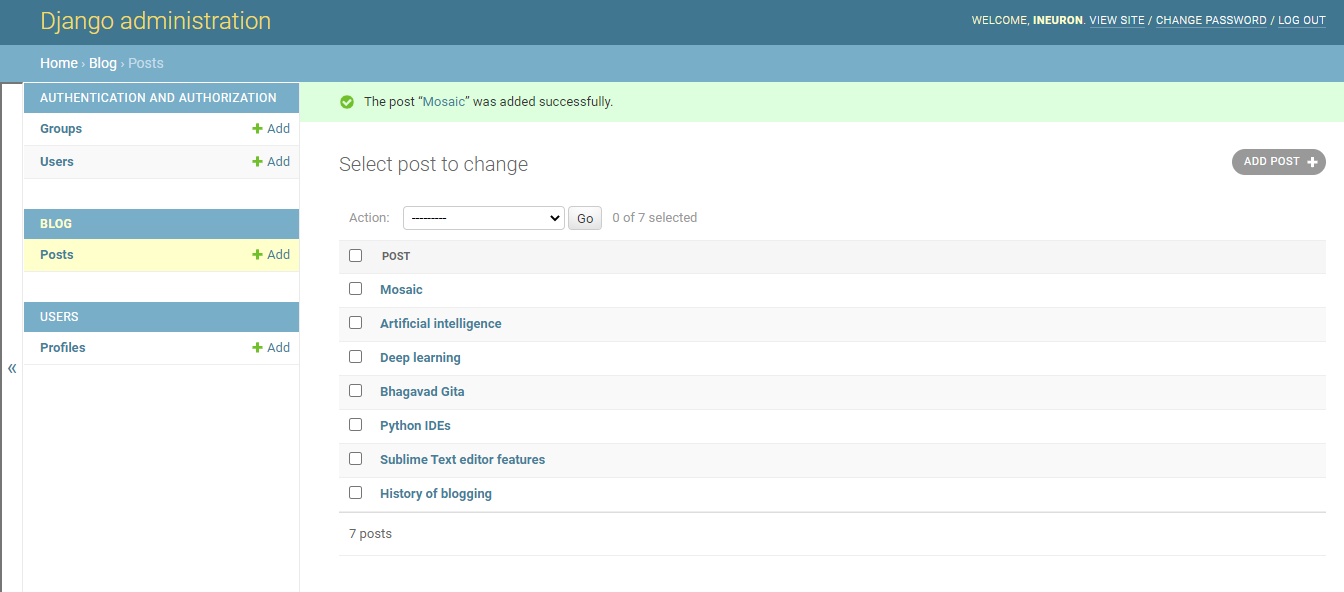 Django administration
WELCOME, INEURON. VIEW SITE / CHANGE PASSWORD / LOG OUT
Home › Blog › Posts
«
AUTHENTICATION AND AUTHORIZATION
Groups + Add
Users + Add
BLOG
Posts + Add
USERS
Profiles + Add
The post “Mosaic” was added successfully.
Select post to change
ADD POST +
Action: --------- Go 0 of 7 selected
POST
Mosaic
Artificial intelligence
Deep learning
Bhagavad Gita
Python IDEs
Sublime Text editor features
History of blogging
7 posts